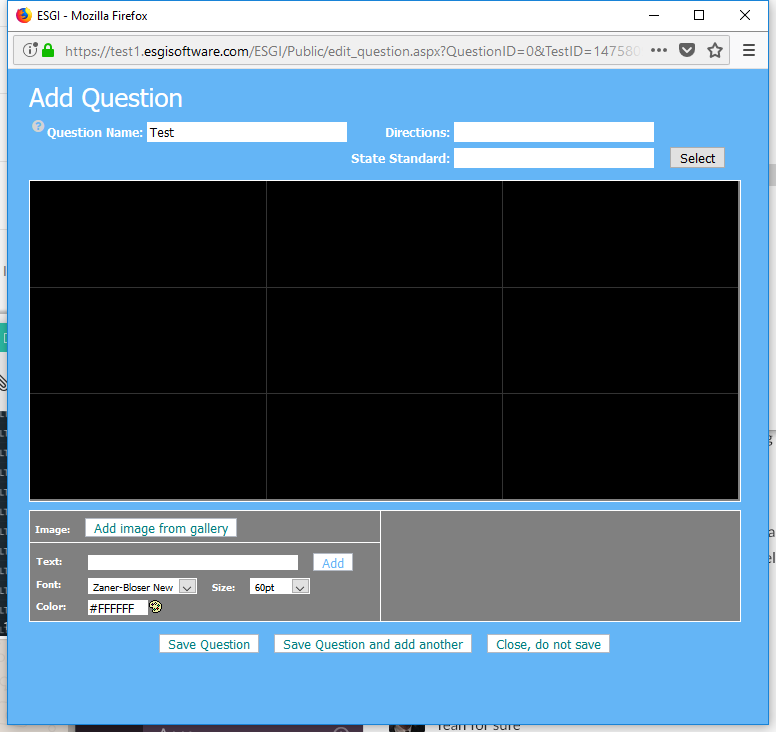 ESGI - Mozilla Firefox
https://test1.esgisoftware.com/ESGI/Public/edit_question.aspx?QuestionID=0&TestID=147580
Add Question
Question Name: Test Directions:
State Standard: Select
Image: Add image from gallery
Text: Add
Font: Zaner-Bloser New Size: 60pt
Color: #FFFFFF
Save Question Save Question and add another Close, do not save
for sure